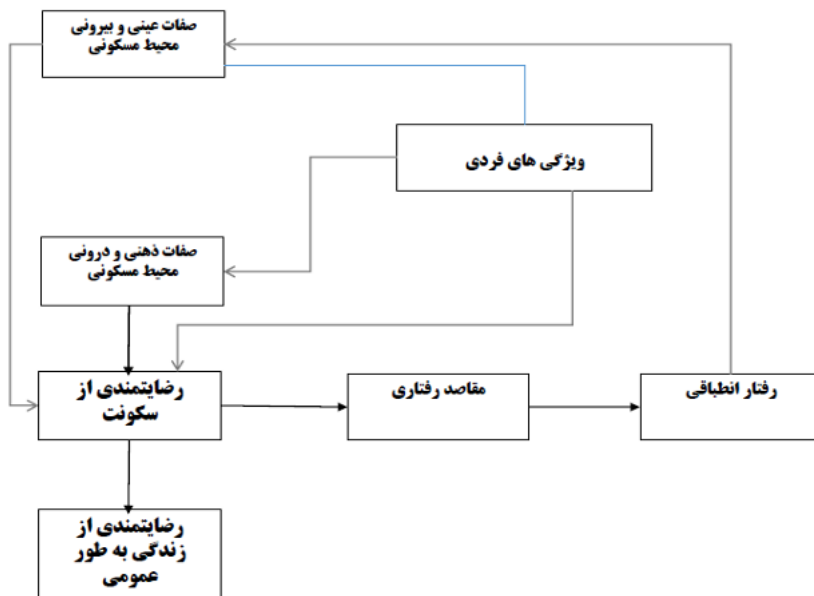 صفات عینی و بیرونی
محیط مسکونی
ویژگی های فردی
صفات ذهنی و درونی
محیط مسکونی
رضایتمندی از
سکونت
مقاصد رفتاری
رفتار انطباقی
رضایتمندی از
زندگی به طور
عمومی